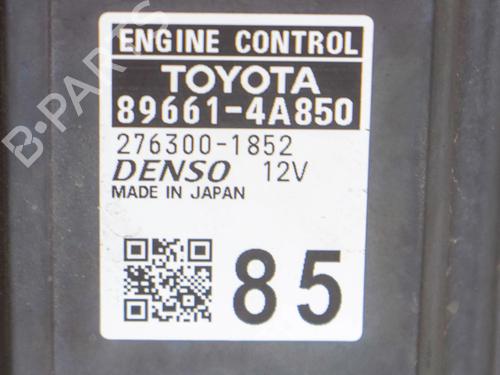 ENGINE CONTROL
TOYOTA
89661-4A850
276300-1852
DENSO 12V
MADE IN JAPAN
85
B-PARTS